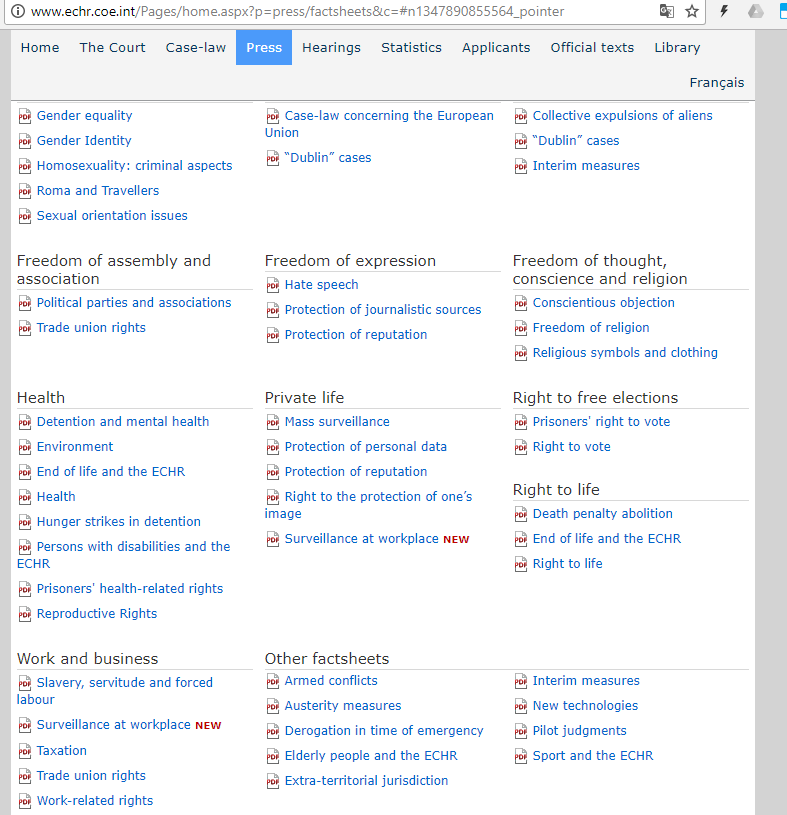 www.echr.coe.int/Pages/home.aspx?p=press/factsheets&c=#n1347890855564_pointer
Home
The Court
Case-law
Press
Hearings
Statistics
Applicants
Official texts
Library
Français
Gender equality
Gender Identity
Homosexuality: criminal aspects
Roma and Travellers
Sexual orientation issues
Case-law concerning the European
Union
“Dublin” cases
Collective expulsions of aliens
“Dublin” cases
Interim measures
Freedom of assembly and
association
Political parties and associations
Trade union rights
Freedom of expression
Hate speech
Protection of journalistic sources
Protection of reputation
Freedom of thought,
conscience and religion
Conscientious objection
Freedom of religion
Religious symbols and clothing
Health
Detention and mental health
Environment
End of life and the ECHR
Health
Hunger strikes in detention
Persons with disabilities and the
ECHR
Prisoners' health-related rights
Reproductive Rights
Private life
Mass surveillance
Protection of personal data
Protection of reputation
Right to the protection of one’s
image
Surveillance at workplace NEW
Right to free elections
Prisoners' right to vote
Right to vote
Right to life
Death penalty abolition
End of life and the ECHR
Right to life
Work and business
Slavery, servitude and forced
labour
Surveillance at workplace NEW
Taxation
Trade union rights
Work-related rights
Other factsheets
Armed conflicts
Austerity measures
Derogation in time of emergency
Elderly people and the ECHR
Extra-territorial jurisdiction
Interim measures
New technologies
Pilot judgments
Sport and the ECHR